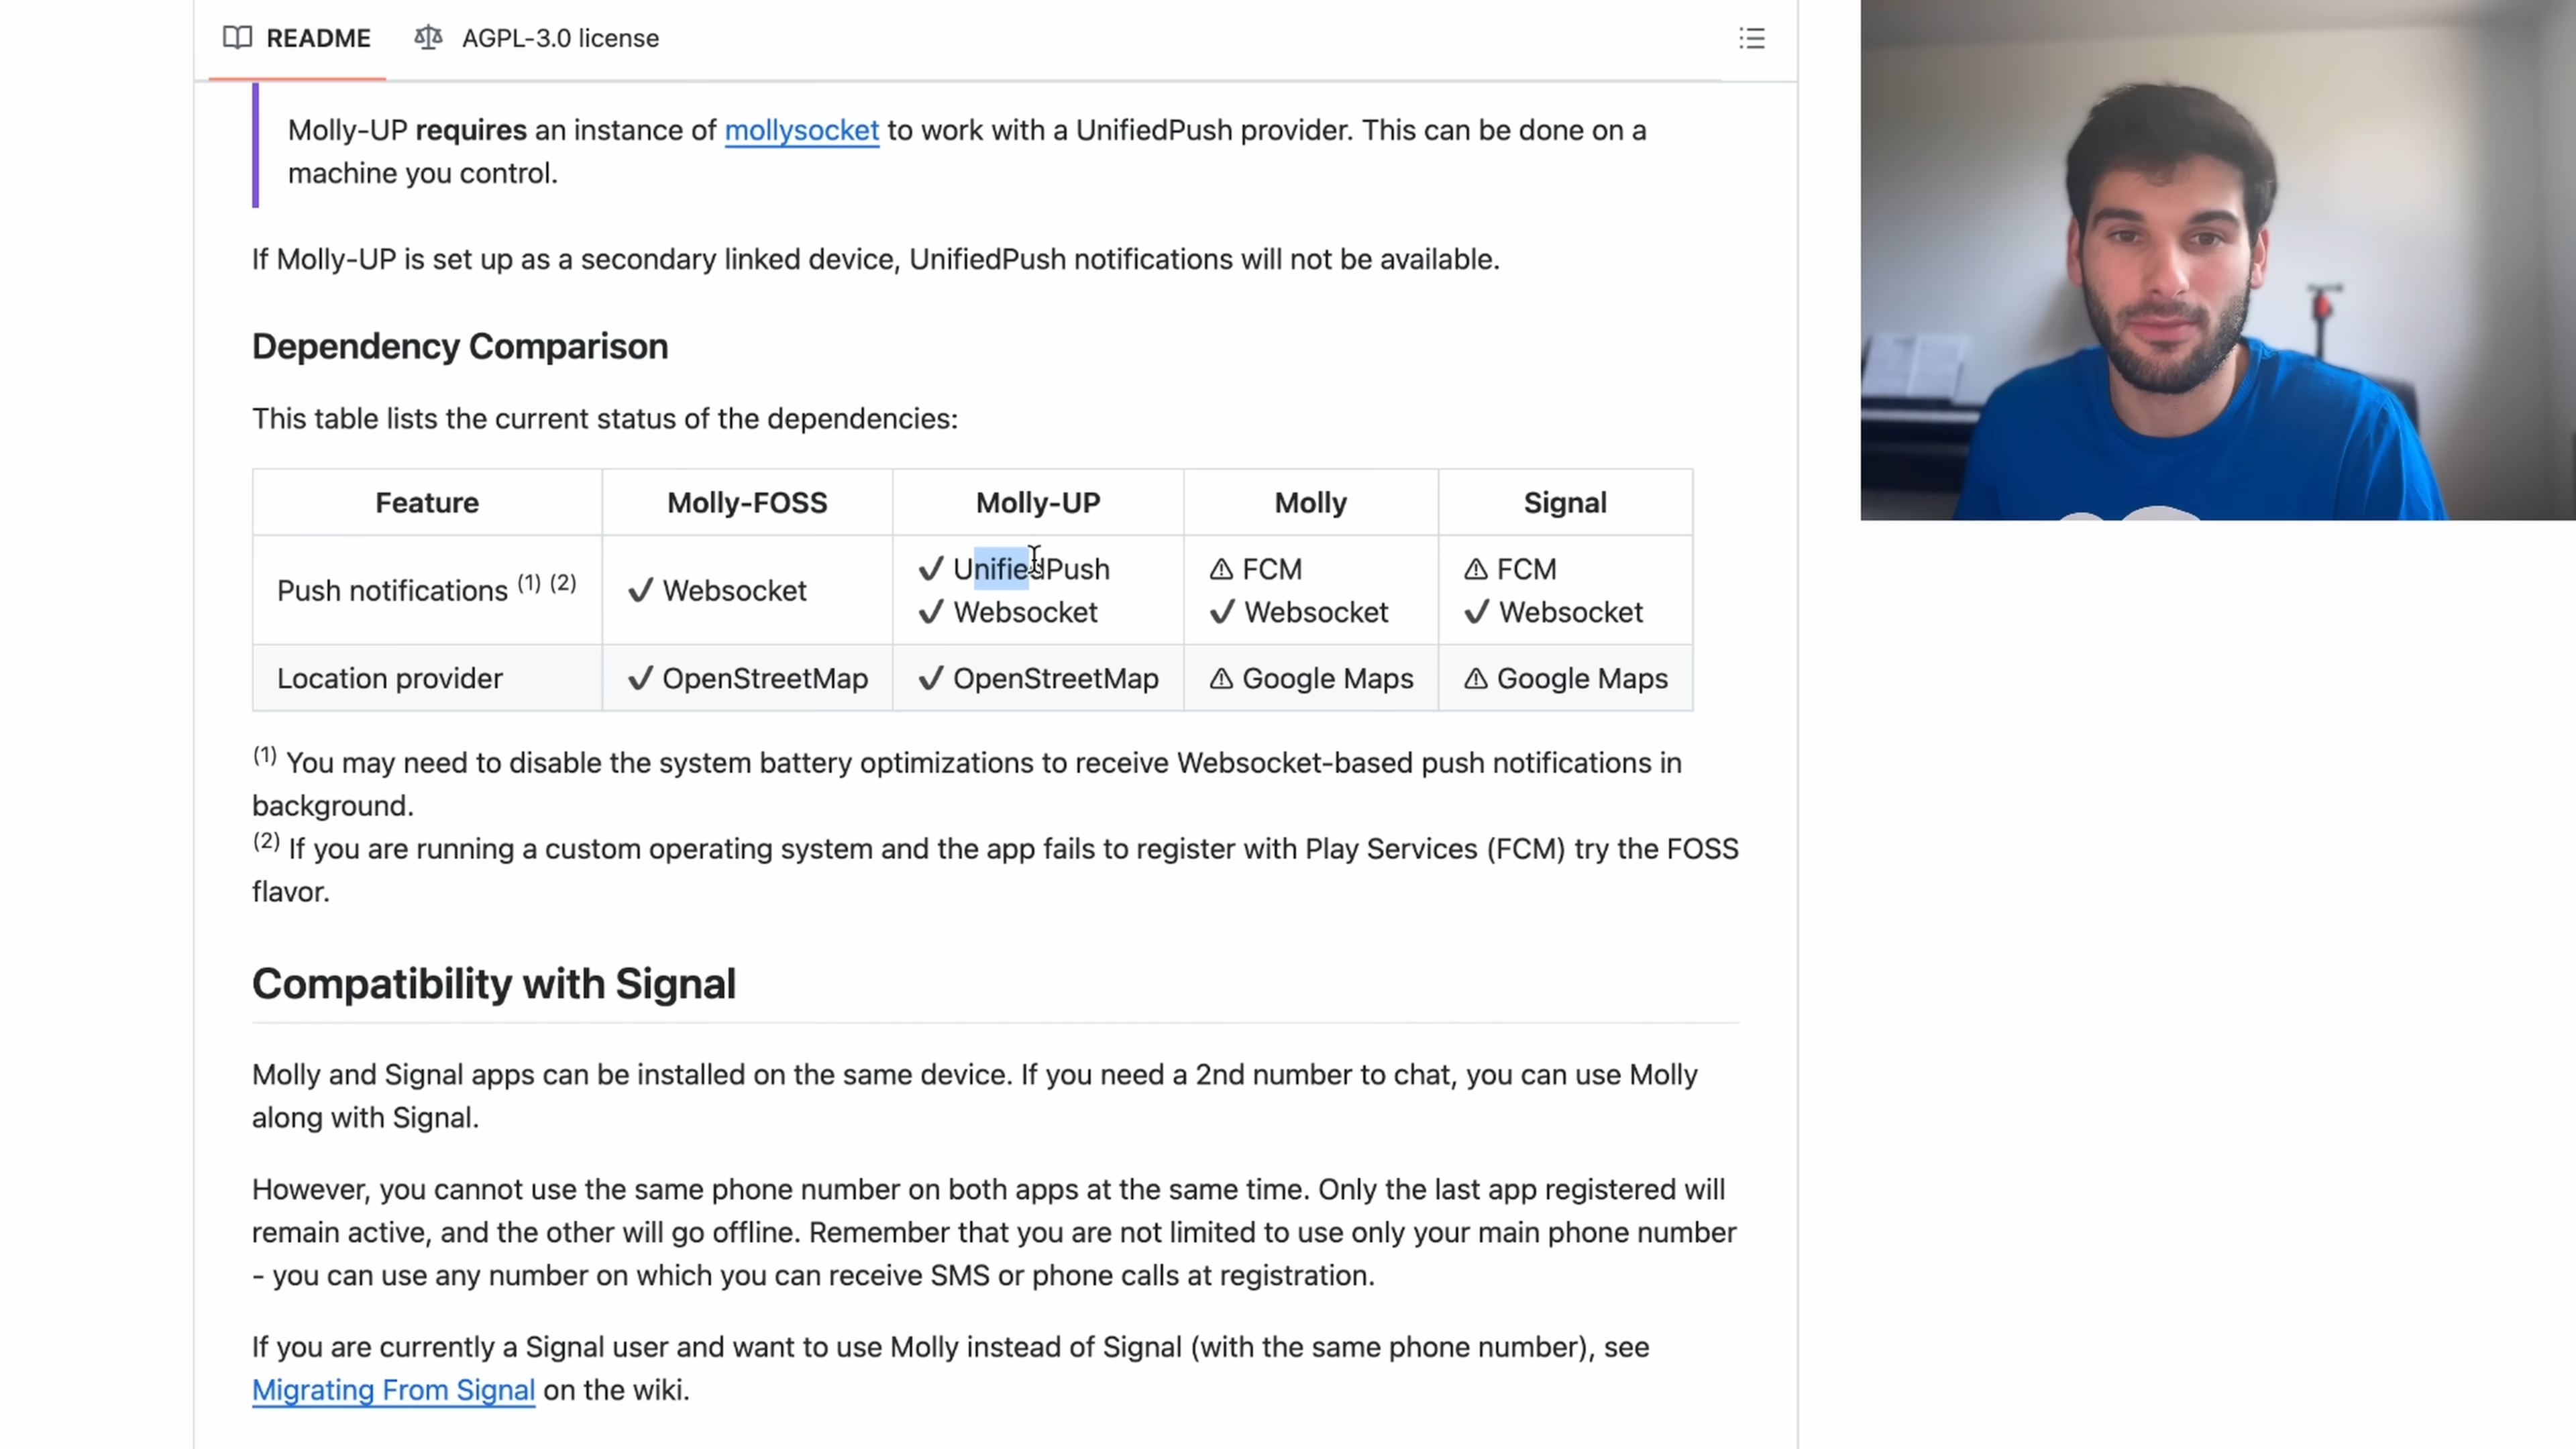 README AGPL-3.0 license
Molly-UP requires an instance of mollysocket to work with a UnifiedPush provider. This can be done on a
machine you control.
If Molly-UP is set up as a secondary linked device, UnifiedPush notifications will not be available.
Dependency Comparison
This table lists the current status of the dependencies:
Feature Molly-FOSS Molly-UP Molly Signal
Push notifications (1) (2) ✔ Websocket ✔ UnifiedPush ⚠ FCM ⚠ FCM
✔ Websocket ✔ Websocket ✔ Websocket
Location provider ✔ OpenStreetMap ✔ OpenStreetMap ⚠ Google Maps ⚠ Google Maps
(1) You may need to disable the system battery optimizations to receive Websocket-based push notifications in
background.
(2) If you are running a custom operating system and the app fails to register with Play Services (FCM) try the FOSS
flavor.
Compatibility with Signal
Molly and Signal apps can be installed on the same device. If you need a 2nd number to chat, you can use Molly
along with Signal.
However, you cannot use the same phone number on both apps at the same time. Only the last app registered will
remain active, and the other will go offline. Remember that you are not limited to use only your main phone number
- you can use any number on which you can receive SMS or phone calls at registration.
If you are currently a Signal user and want to use Molly instead of Signal (with the same phone number), see
Migrating From Signal on the wiki.